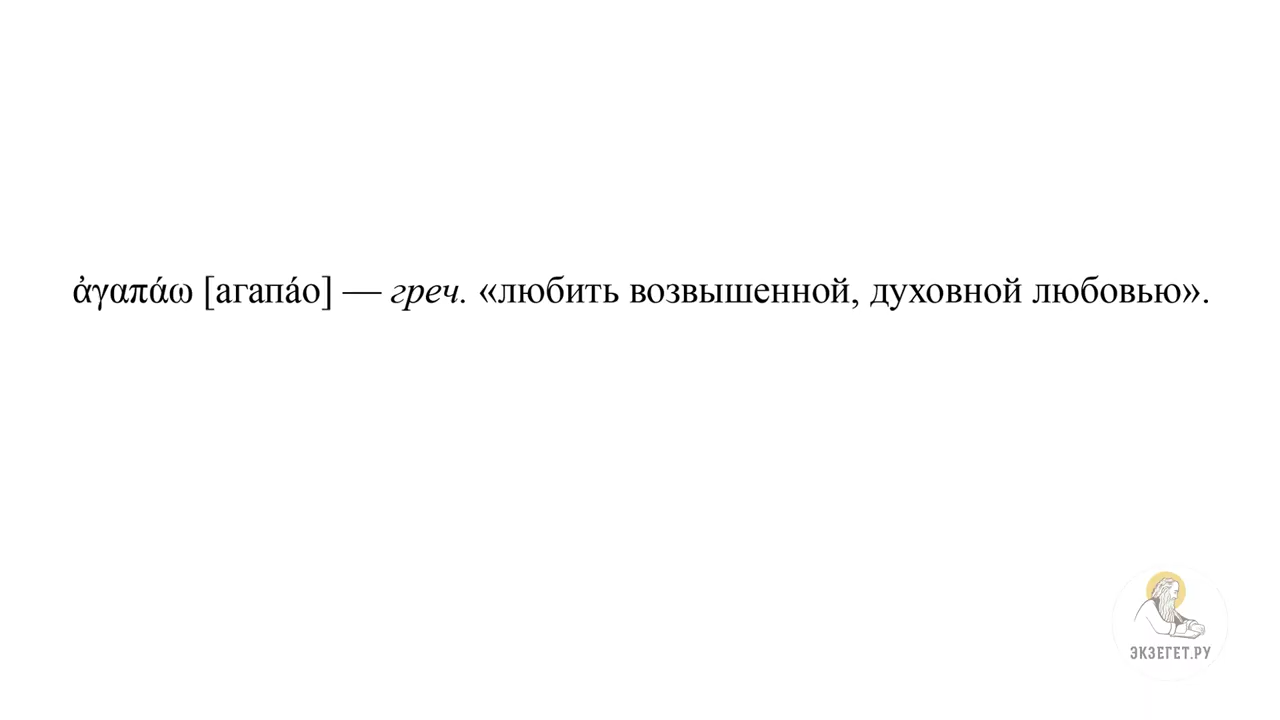 ἀγαπάω [агапáо] — греч. «любить возвышенной, духовной любовью».
ЭКЗЕГЕТ.РУ